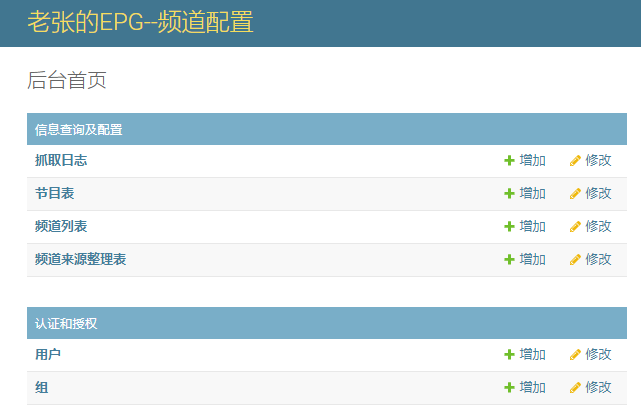 老张的EPG--频道配置
后台首页
信息查询及配置
抓取日志 增加 修改
节目表 增加 修改
频道列表 增加 修改
频道来源整理表 增加 修改
认证和授权
用户 增加 修改
组 增加 修改